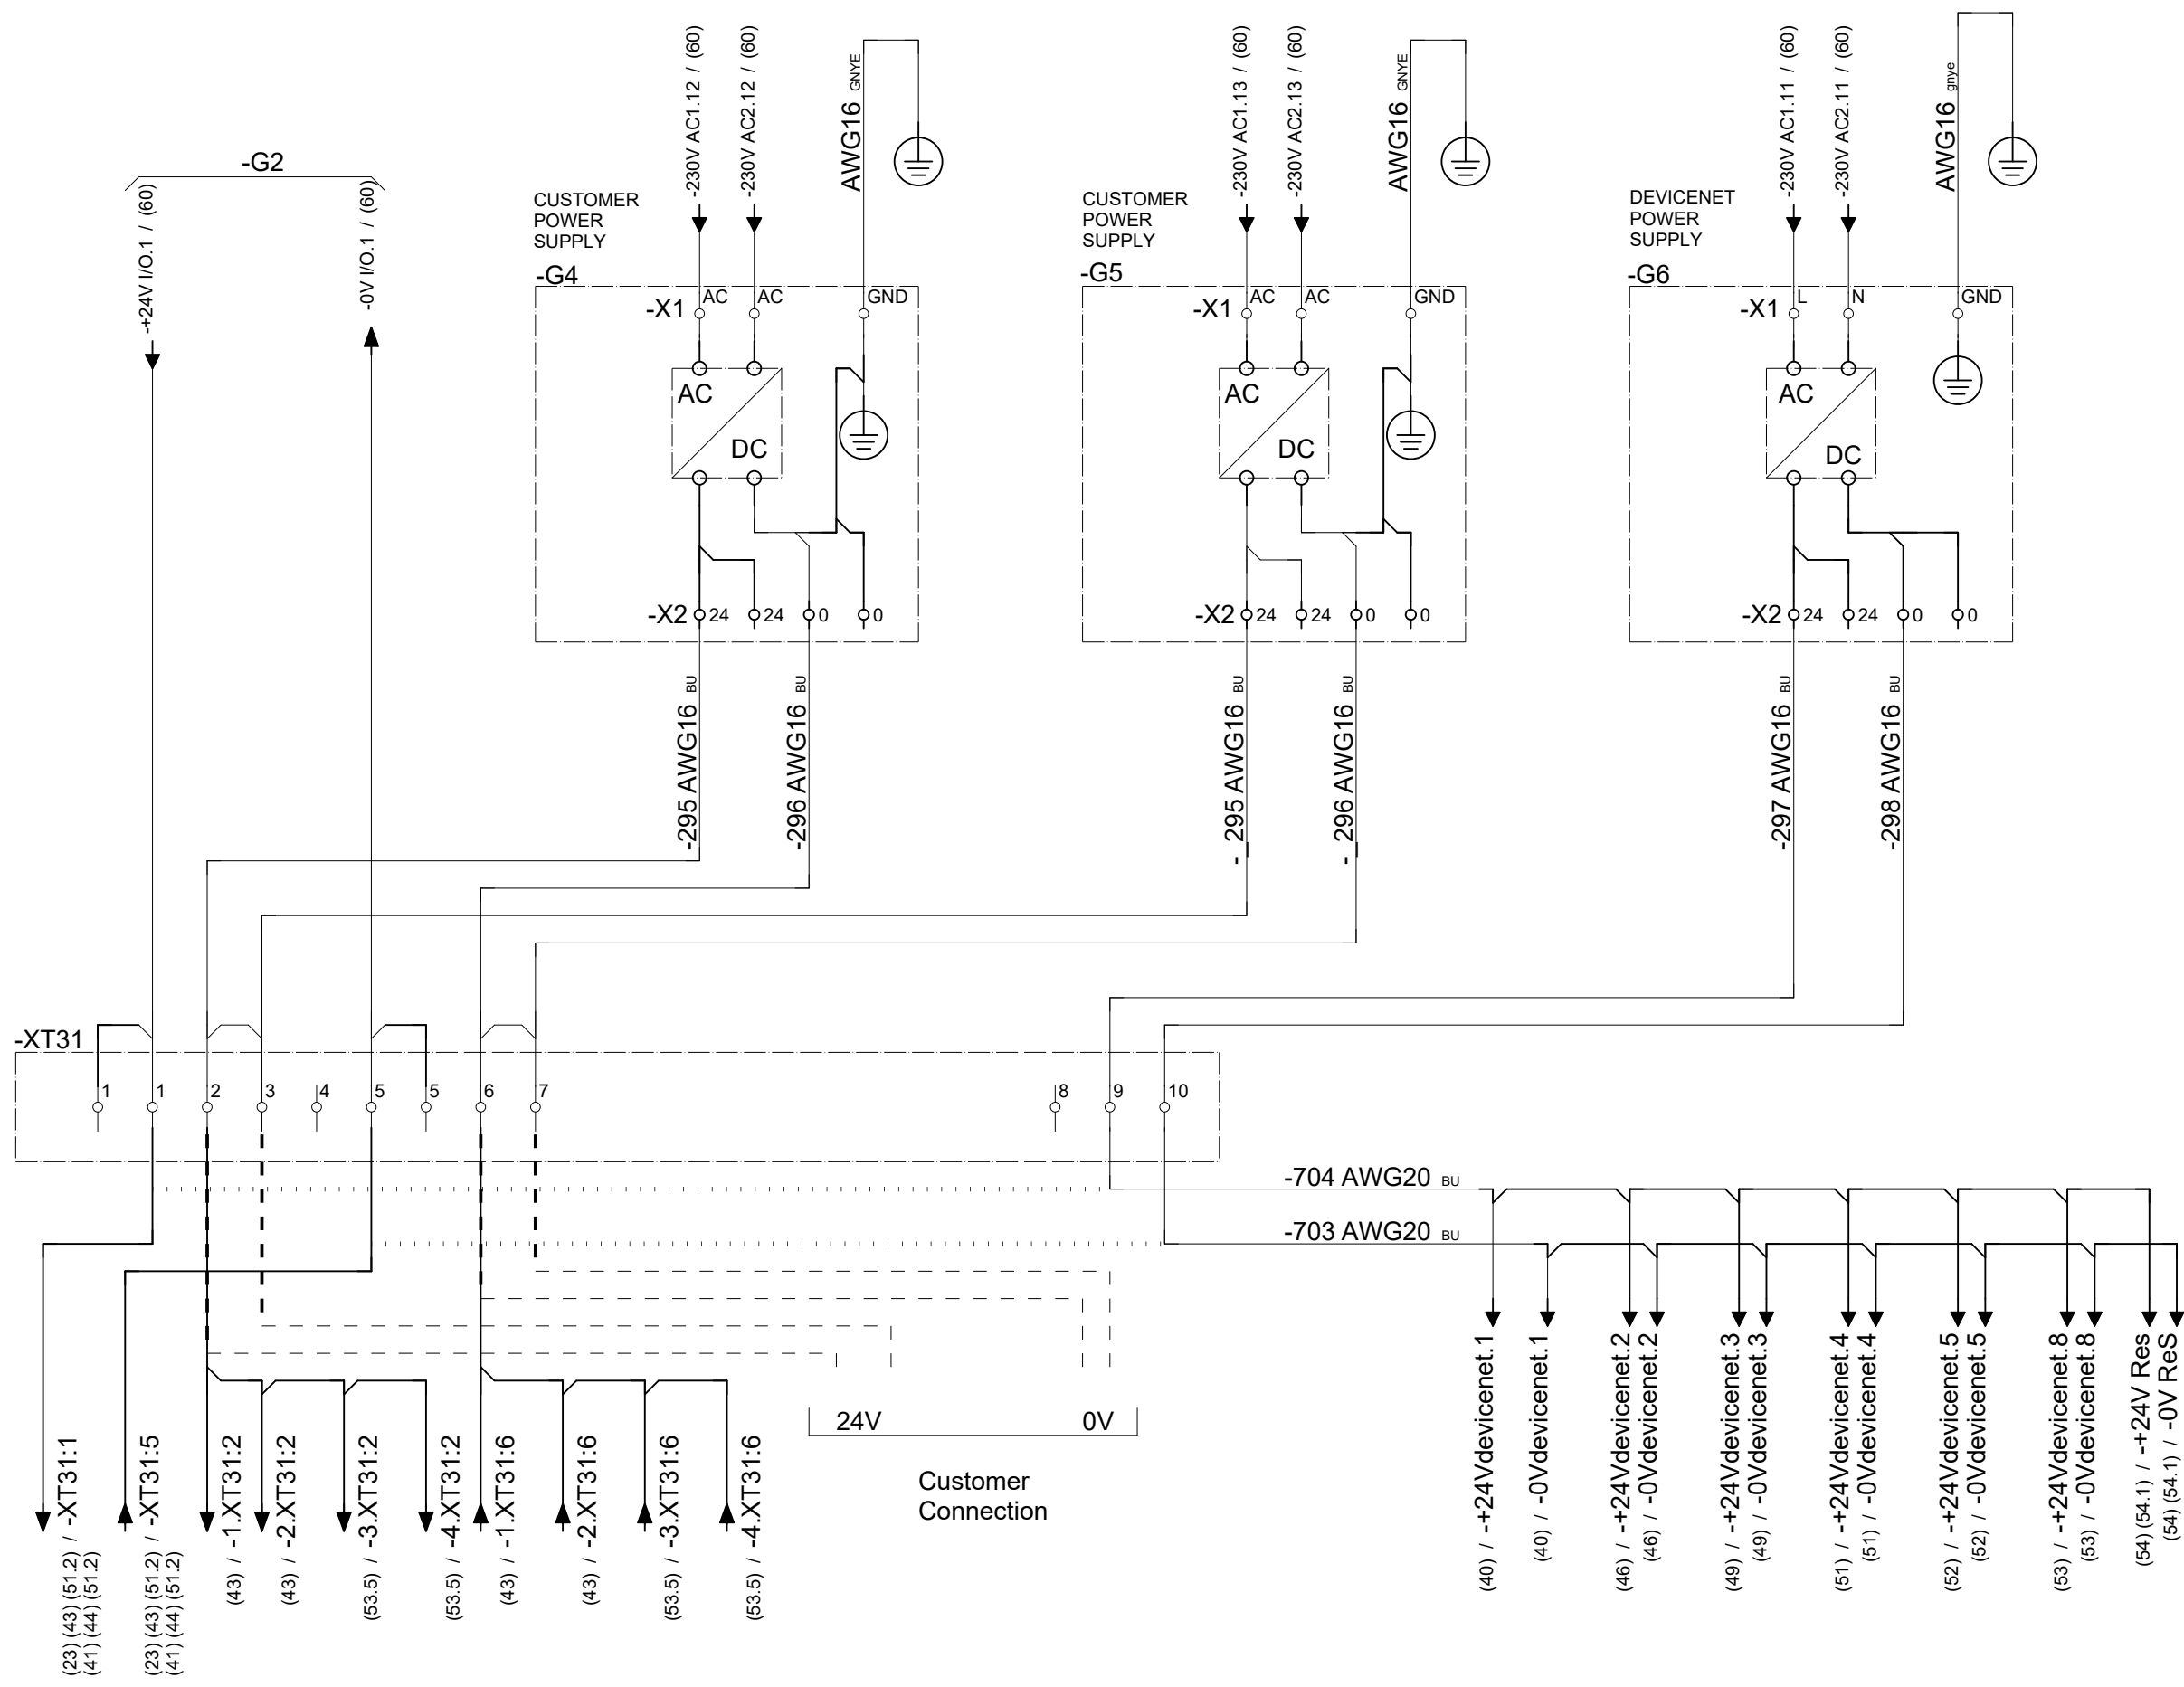 -G2
-+24V I/O.1 / (60)
-0V I/O.1 / (60)
-230V AC1.12 / (60)
-230V AC2.12 / (60)
AWG16 GNYE
CUSTOMER
POWER
SUPPLY
-G4
-X1
AC
AC
GND
AC
DC
-X2
24
24
0
0
-295 AWG16 BU
-296 AWG16 BU
-230V AC1.13 / (60)
-230V AC2.13 / (60)
AWG16 GNYE
CUSTOMER
POWER
SUPPLY
-G5
-X1
AC
AC
GND
AC
DC
-X2
24
24
0
0
-_295 AWG16 BU
-_296 AWG16 BU
-230V AC1.11 / (60)
-230V AC2.11 / (60)
AWG16 gnye
DEVICENET
POWER
SUPPLY
-G6
-X1
L
N
GND
AC
DC
-X2
24
24
0
0
-297 AWG16 BU
-298 AWG16 BU
-XT31
1
1
2
3
4
5
5
6
7
8
9
10
-704 AWG20 BU
-703 AWG20 BU
24V
0V
Customer
Connection
(23) (43) (51.2) / -XT31:1
(41) (44) (51.2)
(23) (43) (51.2) / -XT31:5
(41) (44) (51.2)
(43) / -1.XT31:2
(43) / -2.XT31:2
(53.5) / -3.XT31:2
(53.5) / -4.XT31:2
(43) / -1.XT31:6
(43) / -2.XT31:6
(53.5) / -3.XT31:6
(53.5) / -4.XT31:6
(40) / -+24Vdevicenet.1
(40) / -0Vdevicenet.1
(46) / -+24Vdevicenet.2
(46) / -0Vdevicenet.2
(49) / -+24Vdevicenet.3
(49) / -0Vdevicenet.3
(51) / -+24Vdevicenet.4
(51) / -0Vdevicenet.4
(52) / -+24Vdevicenet.5
(52) / -0Vdevicenet.5
(53) / -+24Vdevicenet.8
(53) / -0Vdevicenet.8
(54) (54.1) / -+24V Res
(54) (54.1) / -0V ReS